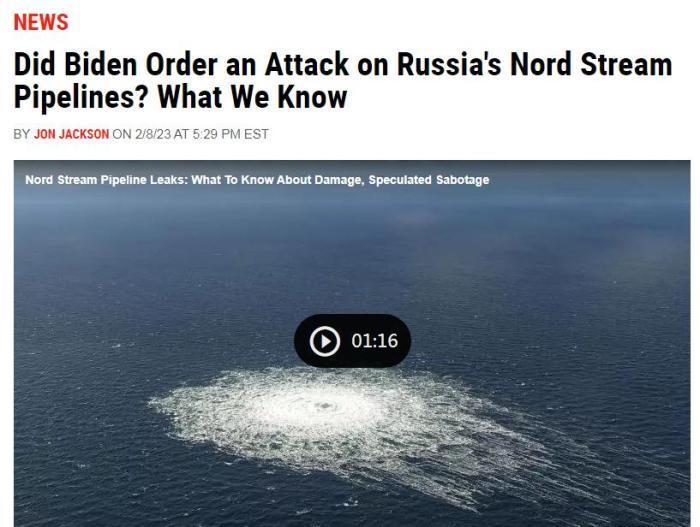 NEWS
Did Biden Order an Attack on Russia's Nord Stream
Pipelines? What We Know
BY JON JACKSON ON 2/8/23 AT 5:29 PM EST
Nord Stream Pipeline Leaks: What To Know About Damage, Speculated Sabotage
01:16